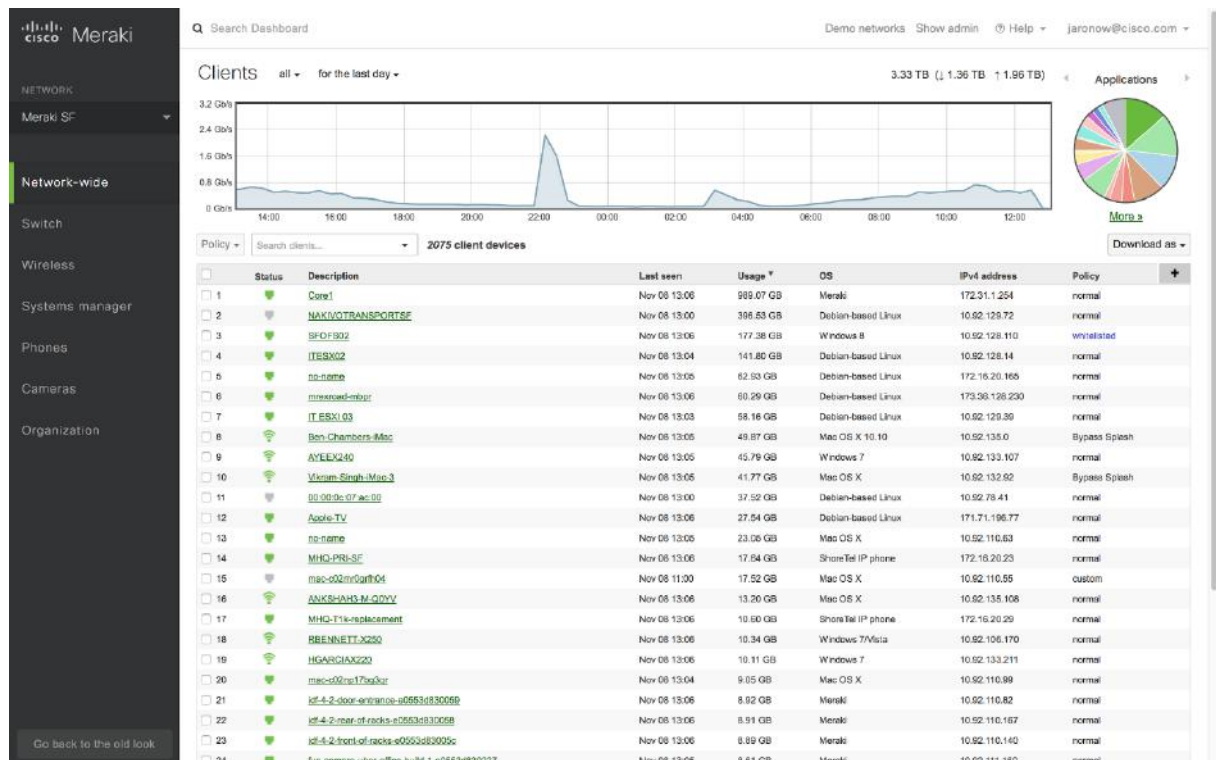 cisco Meraki
Search Dashboard
Demo networks Show admin Help jaronow@cisco.com
NETWORK
Meraki SF
Network-wide
Switch
Wireless
Systems manager
Phones
Cameras
Organization
Go back to the old look
Clients all for the last day 3.33 TB (↓ 1.36 TB ↑ 1.96 TB)
Applications
3.2 Gb/s
2.4 Gb/s
1.6 Gb/s
0.8 Gb/s
0 Gb/s
14:00 16:00 18:00 20:00 22:00 00:00 02:00 04:00 06:00 08:00 10:00 12:00
More »
Policy Search clients... 2075 client devices Download as
Status Description Last seen Usage OS IPv4 address Policy +
1 Core1 Nov 08 13:06 989.07 GB Meraki 172.31.1.254 normal
2 NAKIVOTRANSPORTSF Nov 08 13:00 396.53 GB Debian-based Linux 10.92.129.72 normal
3 SFOFS02 Nov 08 13:06 177.38 GB Windows 8 10.92.128.110 whitelisted
4 ITESX02 Nov 08 13:04 141.80 GB Debian-based Linux 10.92.128.14 normal
5 no-name Nov 08 13:05 62.93 GB Debian-based Linux 172.16.20.165 normal
6 mrexroad-mbpr Nov 08 13:06 60.29 GB Debian-based Linux 173.36.128.230 normal
7 IT ESXI 03 Nov 08 13:03 58.16 GB Debian-based Linux 10.92.129.39 normal
8 Ben-Chambers-iMac Nov 08 13:05 49.87 GB Mac OS X 10.10 10.92.135.0 Bypass Splash
9 AYEEX240 Nov 08 13:05 45.79 GB Windows 7 10.92.133.107 normal
10 Vikram-Singh-iMac-3 Nov 08 13:05 41.77 GB Mac OS X 10.92.132.92 Bypass Splash
11 00:00:0c:07:ac:00 Nov 08 13:00 37.52 GB Debian-based Linux 10.92.78.41 normal
12 Apple-TV Nov 08 13:06 27.54 GB Debian-based Linux 171.71.196.77 normal
13 no-name Nov 08 13:05 23.05 GB Mac OS X 10.92.110.63 normal
14 MHQ-PRI-SF Nov 08 13:06 17.64 GB ShoreTel IP phone 172.16.20.23 normal
15 mac-c02mr0grfh04 Nov 08 11:00 17.52 GB Mac OS X 10.92.110.55 custom
16 ANKSHAH3-M-Q0YV Nov 08 13:06 13.20 GB Mac OS X 10.92.135.108 normal
17 MHQ-T1k-replacement Nov 08 13:06 10.60 GB ShoreTel IP phone 172.16.20.29 normal
18 RBENNETT-X250 Nov 08 13:06 10.34 GB Windows 7/Vista 10.92.106.170 normal
19 HGARCIAX220 Nov 08 13:06 10.11 GB Windows 7 10.92.133.211 normal
20 Nov 08 13:04 9.05 GB Mac OS X 10.92.110.99 normal
21 idf-4-2-door-entrance-e0553d830059 Nov 08 13:06 8.92 GB Meraki 10.92.110.82 normal
22 idf-4-2-rear-of-racks-e0553d830058 Nov 08 13:06 8.91 GB Meraki 10.92.110.167 normal
23 idf-4-2-front-of-racks-e0553d83005c Nov 08 13:06 8.89 GB Meraki 10.92.110.140 normal